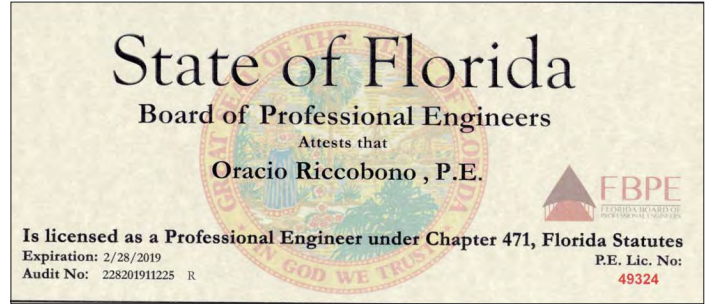 State of Florida
Board of Professional Engineers
Attests that
Oracio Riccobono , P.E.
FBPE
FLORIDA BOARD OF
PROFESSIONAL ENGINEERS
Is licensed as a Professional Engineer under Chapter 471, Florida Statutes
Expiration: 2/28/2019
P.E. Lic. No:
Audit No: 228201911225 R
49324
GREAT SEAL OF THE STATE OF FLORIDA
IN GOD WE TRUST